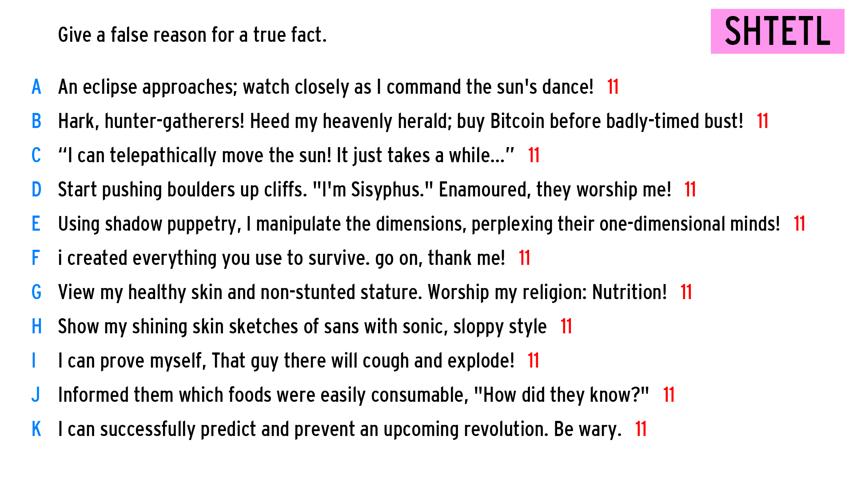 Give a false reason for a true fact.
SHTETL
A An eclipse approaches; watch closely as I command the sun's dance! 11
B Hark, hunter-gatherers! Heed my heavenly herald; buy Bitcoin before badly-timed bust! 11
C “I can telepathically move the sun! It just takes a while...” 11
D Start pushing boulders up cliffs. "I'm Sisyphus." Enamoured, they worship me! 11
E Using shadow puppetry, I manipulate the dimensions, perplexing their one-dimensional minds! 11
F i created everything you use to survive. go on, thank me! 11
G View my healthy skin and non-stunted stature. Worship my religion: Nutrition! 11
H Show my shining skin sketches of sans with sonic, sloppy style 11
I I can prove myself, That guy there will cough and explode! 11
J Informed them which foods were easily consumable, "How did they know?" 11
K I can successfully predict and prevent an upcoming revolution. Be wary. 11